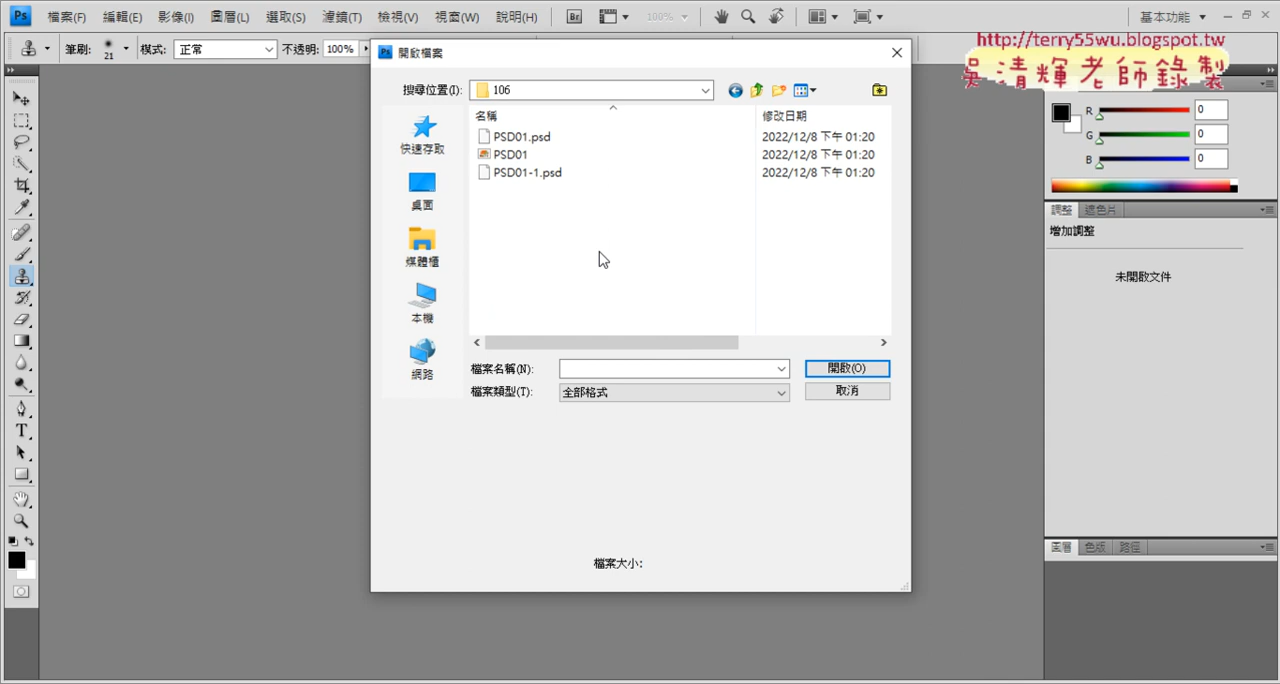 Ps 檔案(F) 編輯(E) 影像(I) 圖層(L) 選取(S) 濾鏡(T) 檢視(V) 視窗(W) 說明(H) Br 100% 基本功能
筆刷: 21 模式: 正常 不透明: 100%
http://terry55wu.blogspot.tw
吳清輝老師錄製
Ps 開啟檔案
搜尋位置(I): 106
快速存取
桌面
媒體櫃
本機
網路
名稱 修改日期
PSD01.psd 2022/12/8 下午 01:20
PSD01 2022/12/8 下午 01:20
PSD01-1.psd 2022/12/8 下午 01:20
檔案名稱(N): 開啟(O)
檔案類型(T): 全部格式 取消
檔案大小:
R 0
G 0
B 0
調整 遮色片
增加調整
未開啟文件
圖層 色版 路徑
T